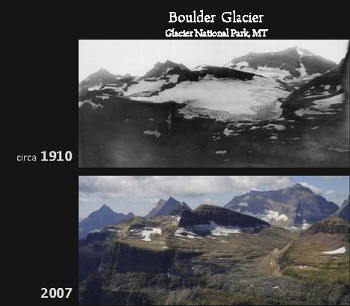 Boulder Glacier
Glacier National Park, MT
circa 1910
2007